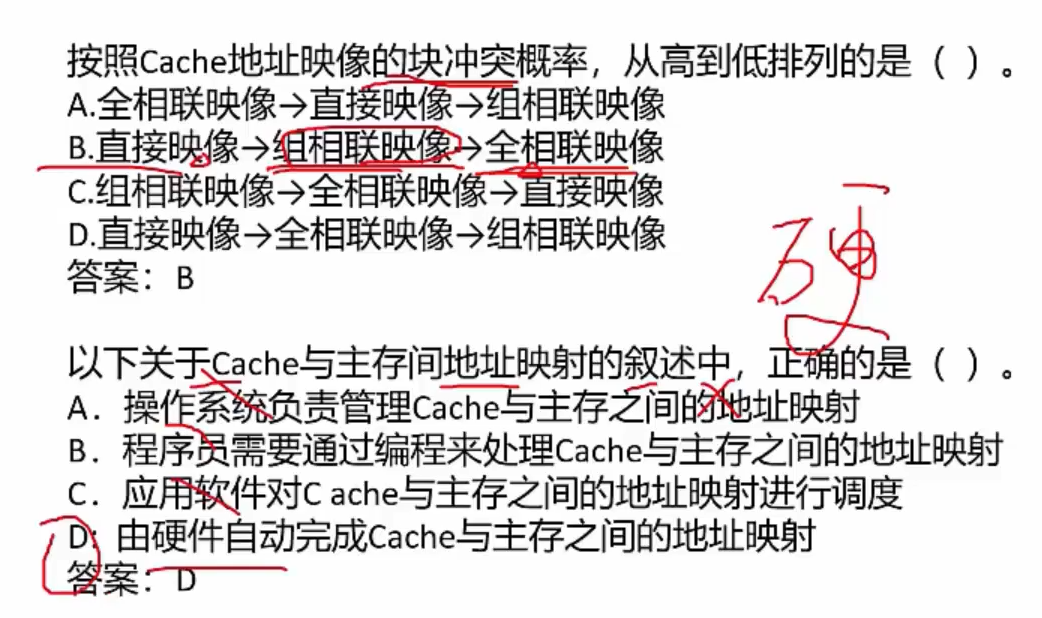 按照Cache地址映像的块冲突概率，从高到低排列的是（ ）。
A.全相联映像→直接映像→组相联映像
B.直接映像→组相联映像→全相联映像
C.组相联映像→全相联映像→直接映像
D.直接映像→全相联映像→组相联映像
答案：B
硬
以下关于Cache与主存间地址映射的叙述中，正确的是（ ）。
A．操作系统负责管理Cache与主存之间的地址映射
B．程序员需要通过编程来处理Cache与主存之间的地址映射
C．应用软件对C ache与主存之间的地址映射进行调度
D：由硬件自动完成Cache与主存之间的地址映射
答案：D